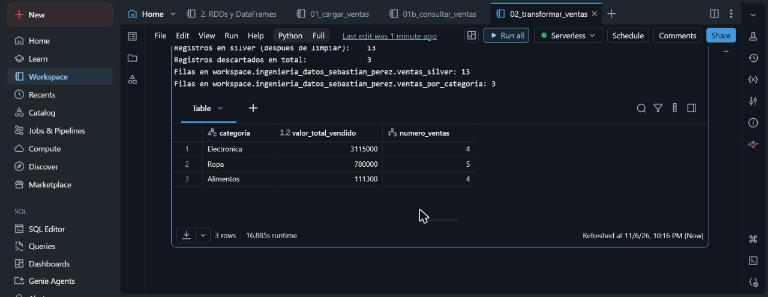 New
Home
Learn
Workspace
Recents
Catalog
Jobs & Pipelines
Compute
Discover
Marketplace
SQL
SQL Editor
Queries
Dashboards
Genie Agents
Home
2. RDDs y DataFrames
01_cargar_ventas
01b_consultar_ventas
02_transformar_ventas
File Edit View Run Help Python Full Last edit was 1 minute ago Run all Serverless Schedule Comments Share
Registros en silver (despues de limpiar): 13
Registros descartados en total: 3
Filas en workspace.ingenieria_datos_sebastian_perez.ventas_silver: 13
Filas en workspace.ingenieria_datos_sebastian_perez.ventas_por_categoria: 3
Table
categoria 1.2 valor_total_vendido numero_ventas
1 Electronica 3115000 4
2 Ropa 780000 5
3 Alimentos 111300 4
3 rows 16.885s runtime Refreshed at 11/6/26, 10:16 PM (Now)